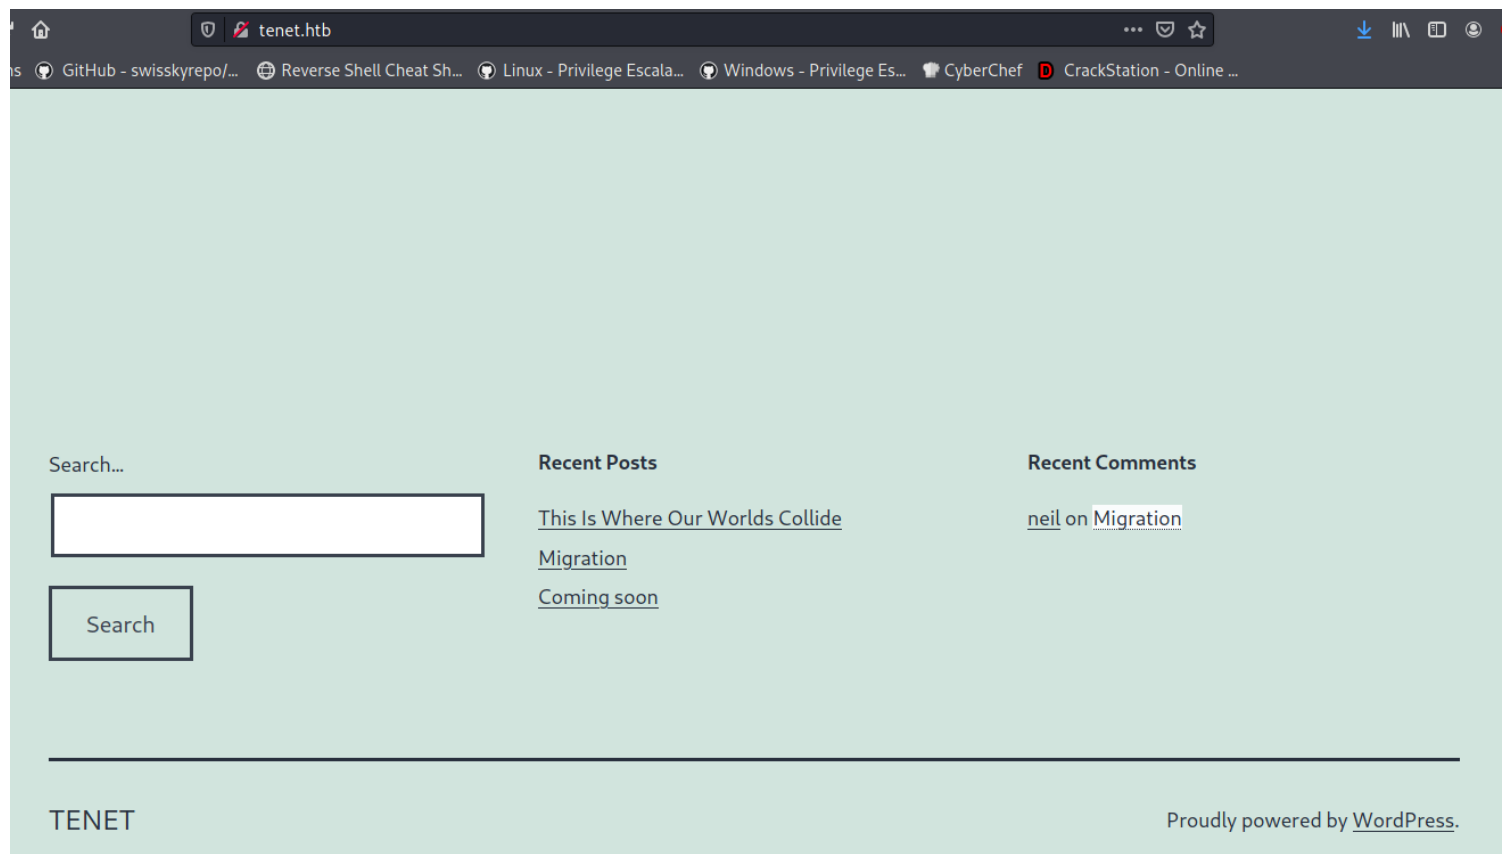 tenet.htb
GitHub - swisskyrepo/... Reverse Shell Cheat Sh... Linux - Privilege Escala... Windows - Privilege Es... CyberChef CrackStation - Online ...
Search...
Search
Recent Posts
This Is Where Our Worlds Collide
Migration
Coming soon
Recent Comments
neil on Migration
TENET
Proudly powered by WordPress.